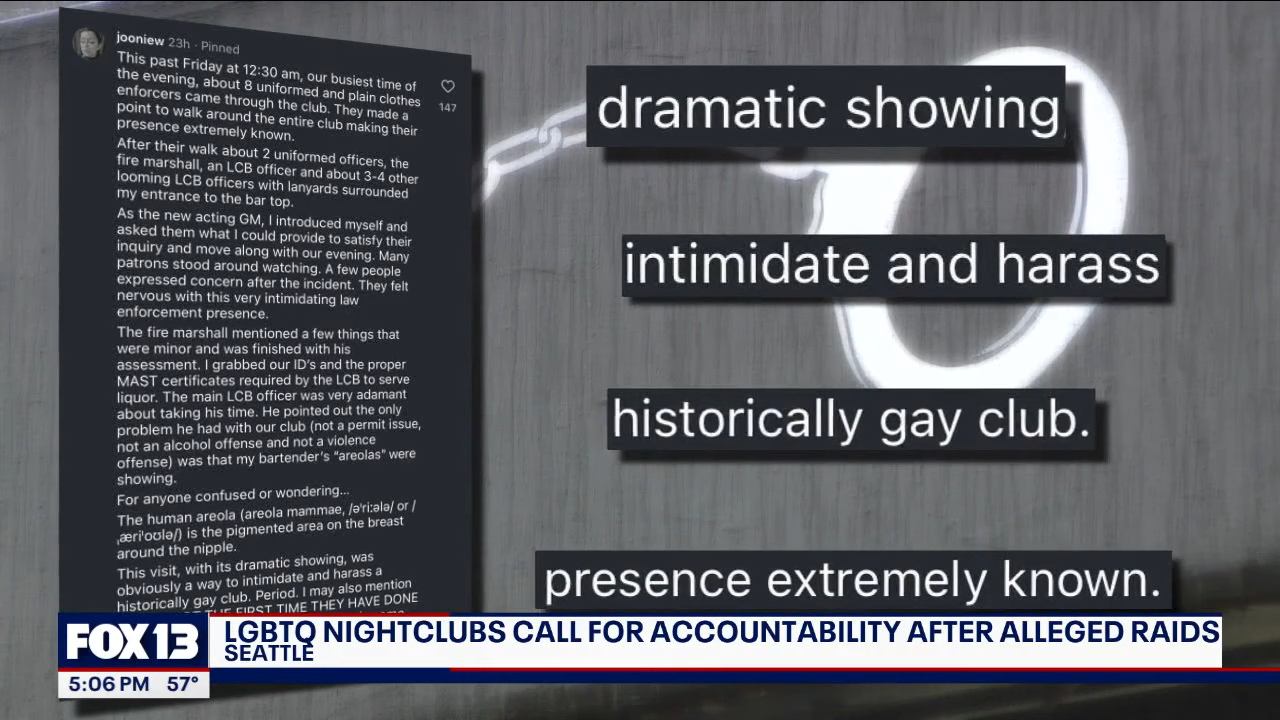 jooniew 23h · Pinned
This past Friday at 12:30 am, our busiest time of
the evening, about 8 uniformed and plain clothes
enforcers came through the club. They made a
point to walk around the entire club making their
presence extremely known.
147
After their walk about 2 uniformed officers, the
fire marshall, an LCB officer and about 3-4 other
looming LCB officers with lanyards surrounded
my entrance to the bar top.
As the new acting GM, I introduced myself and
asked them what I could provide to satisfy their
inquiry and move along with our evening. Many
patrons stood around watching. A few people
expressed concern after the incident. They felt
nervous with this very intimidating law
enforcement presence.
The fire marshall mentioned a few things that
were minor and was finished with his
assessment. I grabbed our ID's and the proper
MAST certificates required by the LCB to serve
liquor. The main LCB officer was very adamant
about taking his time. He pointed out the only
problem he had with our club (not a permit issue,
not an alcohol offense and not a violence
offense) was that my bartender's “areolas” were
showing.
For anyone confused or wondering...
The human areola (areola mammae, /əˈriːələ/ or /
ˌæriˈoʊlə/) is the pigmented area on the breast
around the nipple.
This visit, with its dramatic showing, was
obviously a way to intimidate and harass a
historically gay club. Period. I may also mention
THE FIRST TIME THEY HAVE DONE
dramatic showing
intimidate and harass
historically gay club.
presence extremely known.
FOX 13
LGBTQ NIGHTCLUBS CALL FOR ACCOUNTABILITY AFTER ALLEGED RAIDS
SEATTLE
5:06 PM 57°